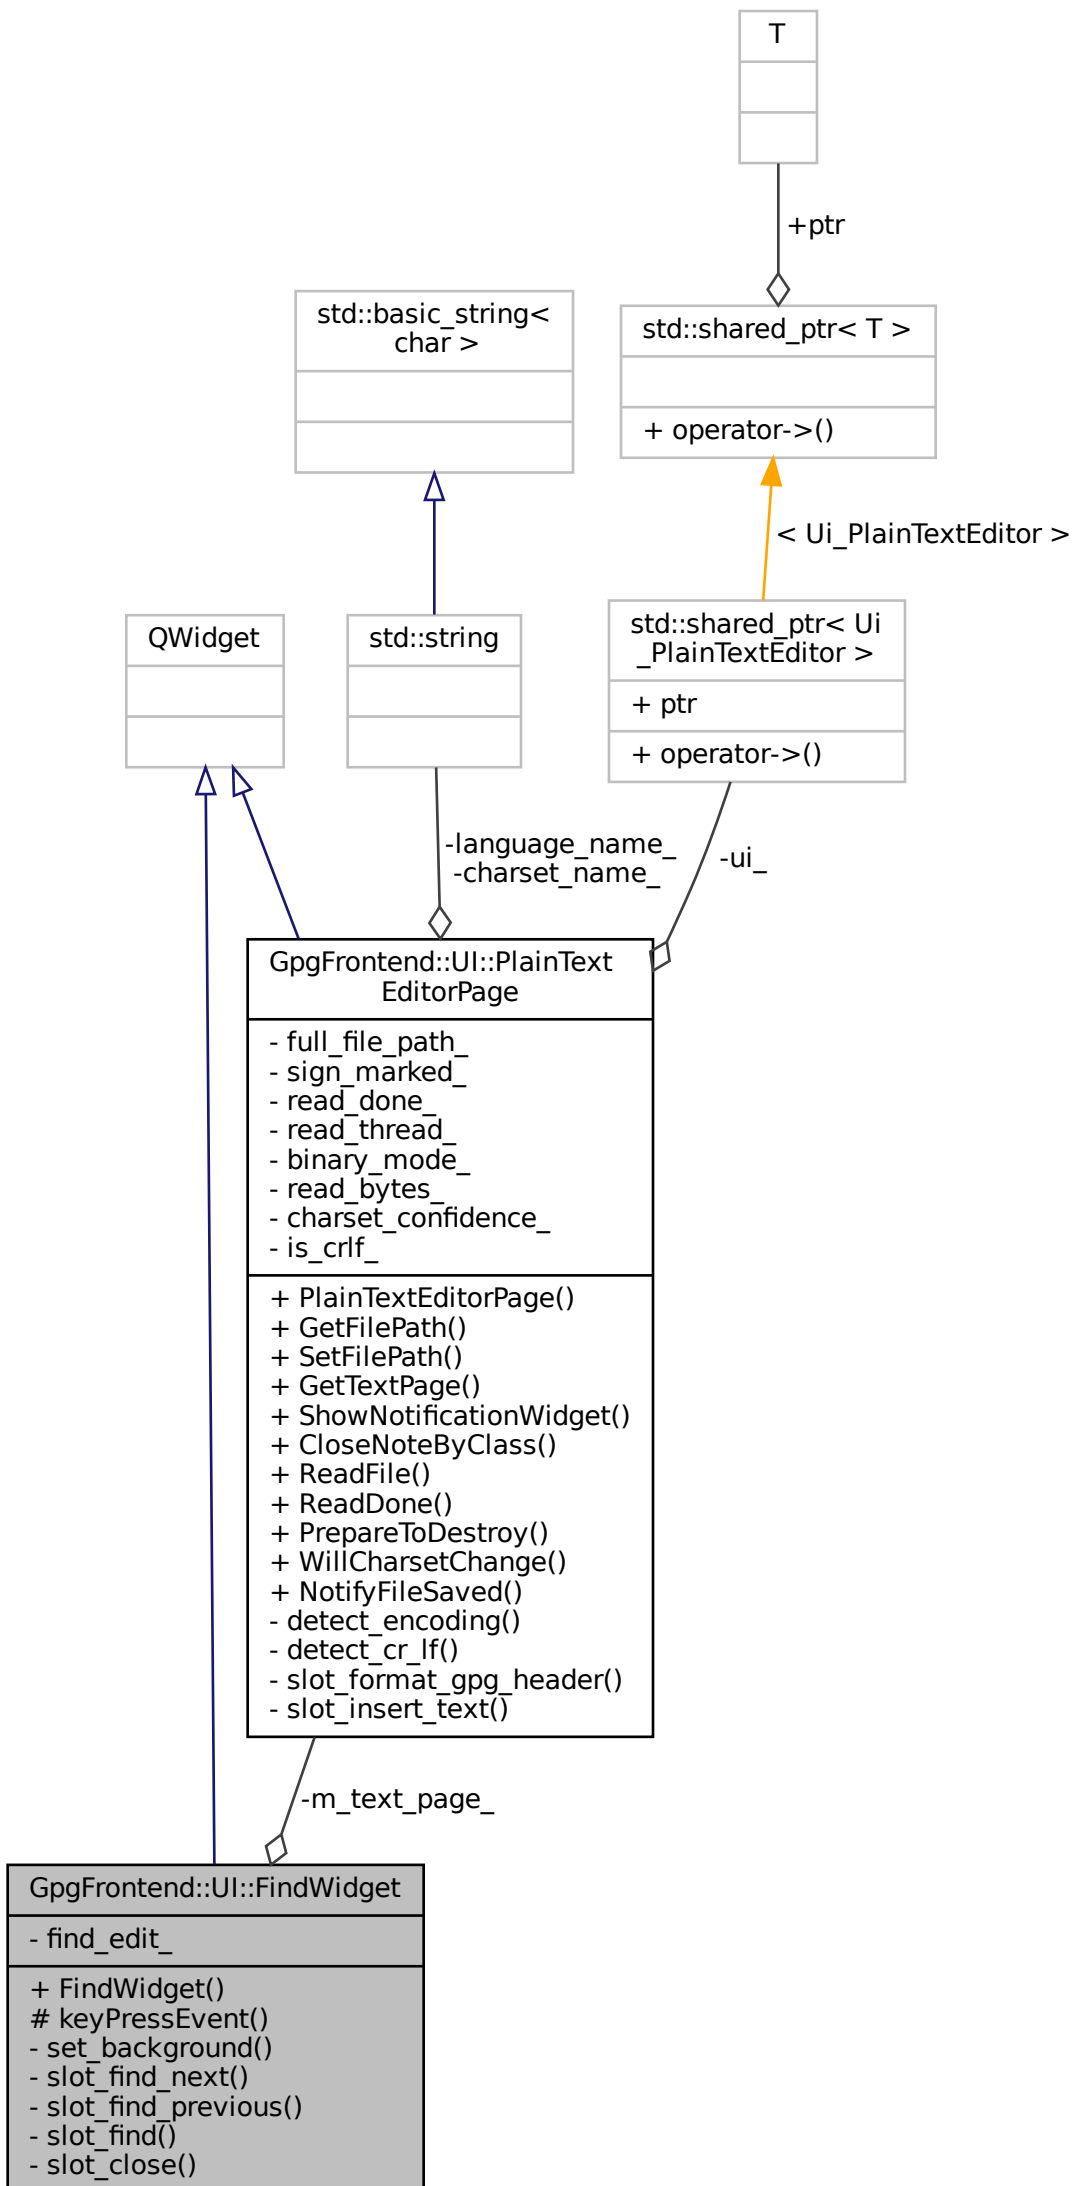 T
+ptr
std::basic_string<
char >
std::shared_ptr< T >
+ operator->()
< Ui_PlainTextEditor >
QWidget
std::string
std::shared_ptr< Ui
_PlainTextEditor >
+ ptr
+ operator->()
-language_name_
-charset_name_
-ui_
GpgFrontend::UI::PlainText
EditorPage
- full_file_path_
- sign_marked_
- read_done_
- read_thread_
- binary_mode_
- read_bytes_
- charset_confidence_
- is_crlf_
+ PlainTextEditorPage()
+ GetFilePath()
+ SetFilePath()
+ GetTextPage()
+ ShowNotificationWidget()
+ CloseNoteByClass()
+ ReadFile()
+ ReadDone()
+ PrepareToDestroy()
+ WillCharsetChange()
+ NotifyFileSaved()
- detect_encoding()
- detect_cr_lf()
- slot_format_gpg_header()
- slot_insert_text()
-m_text_page_
GpgFrontend::UI::FindWidget
- find_edit_
+ FindWidget()
# keyPressEvent()
- set_background()
- slot_find_next()
- slot_find_previous()
- slot_find()
- slot_close()